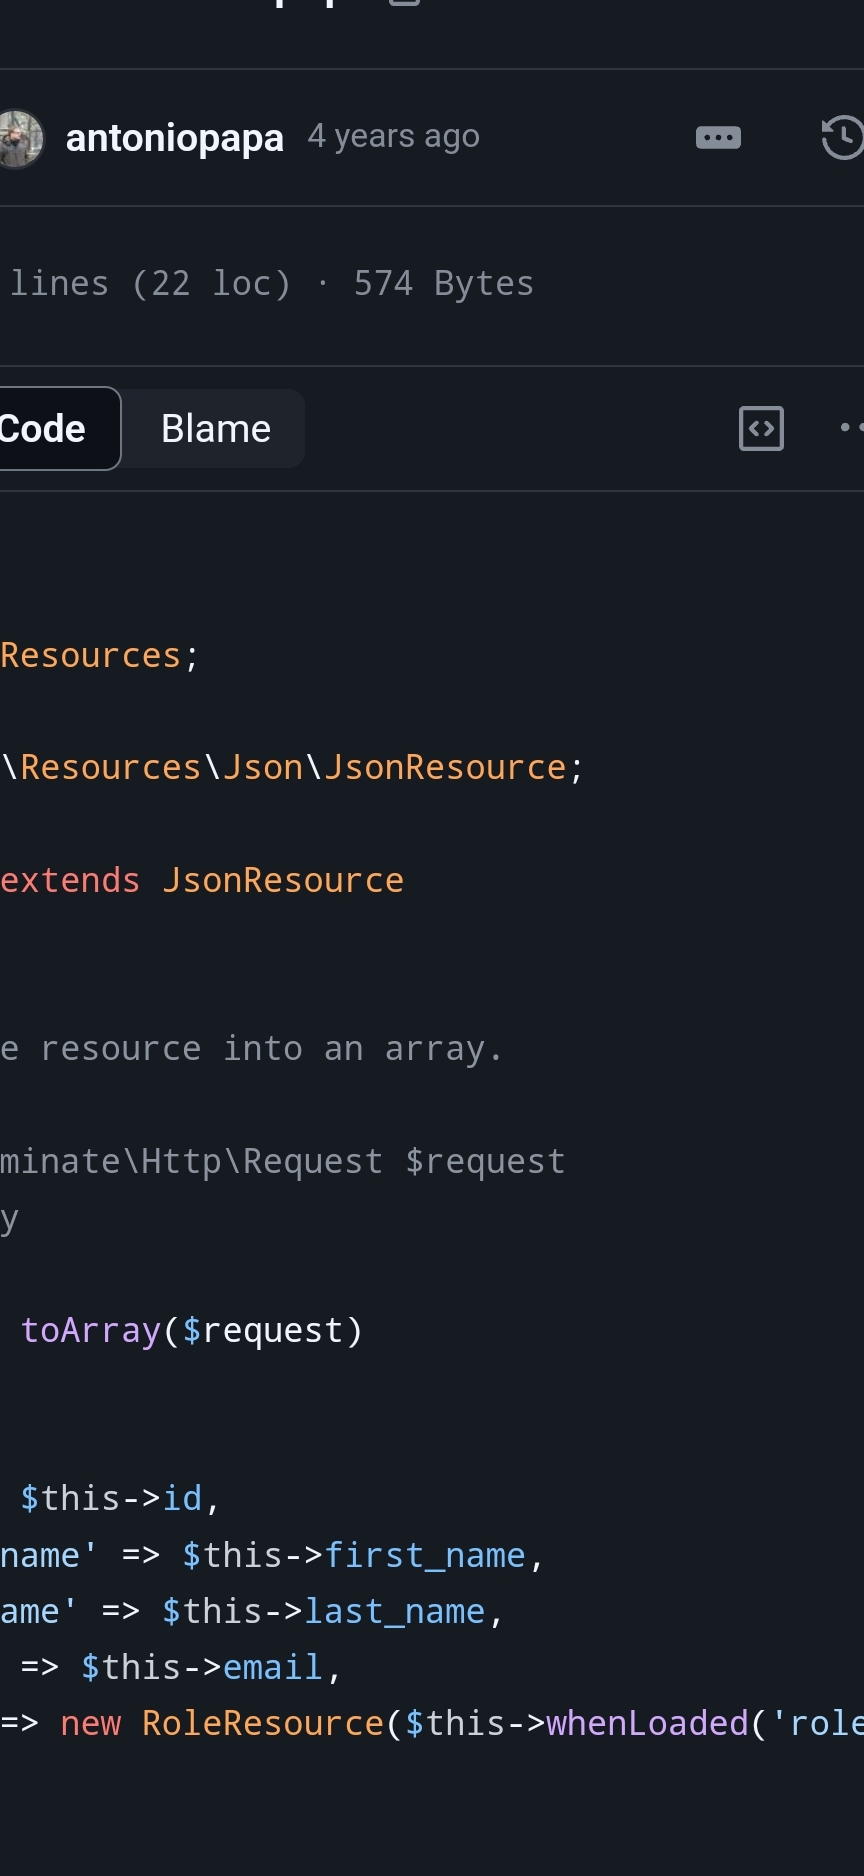 antoniopapa 4 years ago
lines (22 loc) · 574 Bytes
Code Blame
Resources;
\Resources\Json\JsonResource;
extends JsonResource
e resource into an array.
minate\Http\Request $request
y
toArray($request)
$this->id,
name' => $this->first_name,
ame' => $this->last_name,
=> $this->email,
=> new RoleResource($this->whenLoaded('role